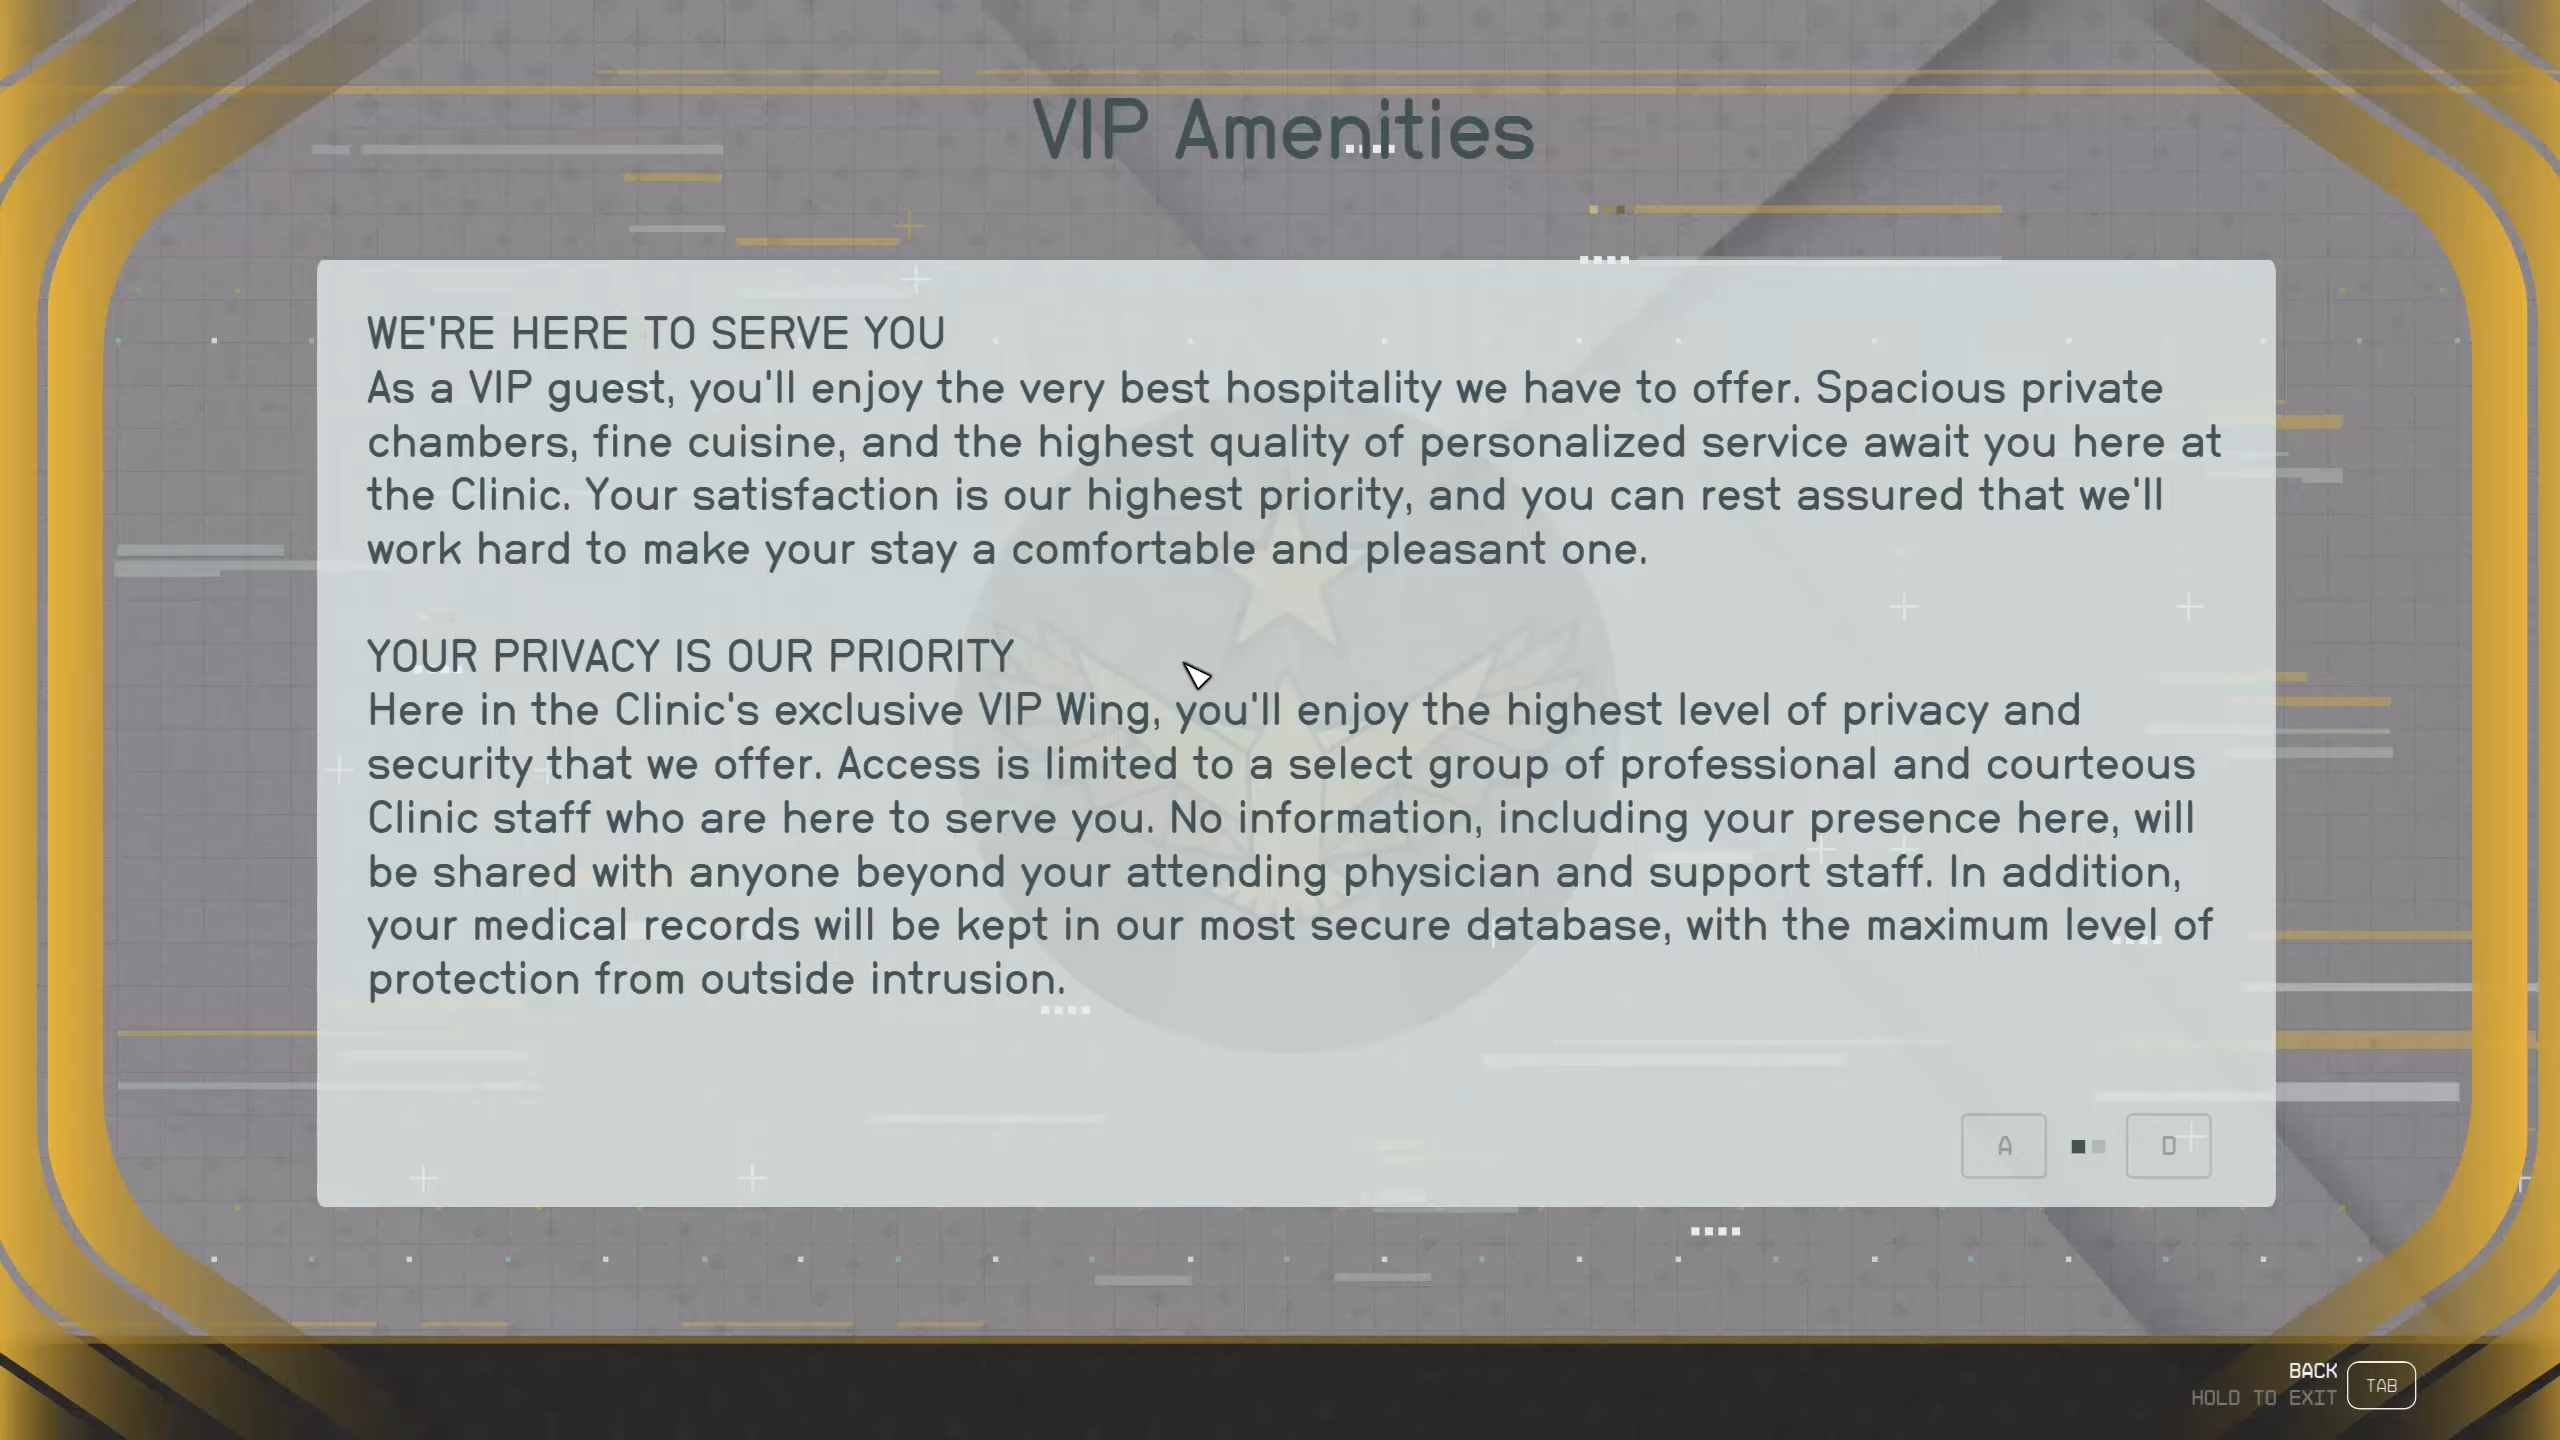 VIP Amenities
WE'RE HERE TO SERVE YOU
As a VIP guest, you'll enjoy the very best hospitality we have to offer. Spacious private
chambers, fine cuisine, and the highest quality of personalized service await you here at
the Clinic. Your satisfaction is our highest priority, and you can rest assured that we'll
work hard to make your stay a comfortable and pleasant one.
YOUR PRIVACY IS OUR PRIORITY
Here in the Clinic's exclusive VIP Wing, you'll enjoy the highest level of privacy and
security that we offer. Access is limited to a select group of professional and courteous
Clinic staff who are here to serve you. No information, including your presence here, will
be shared with anyone beyond your attending physician and support staff. In addition,
your medical records will be kept in our most secure database, with the maximum level of
protection from outside intrusion.
A D
BACK
HOLD TO EXIT TAB